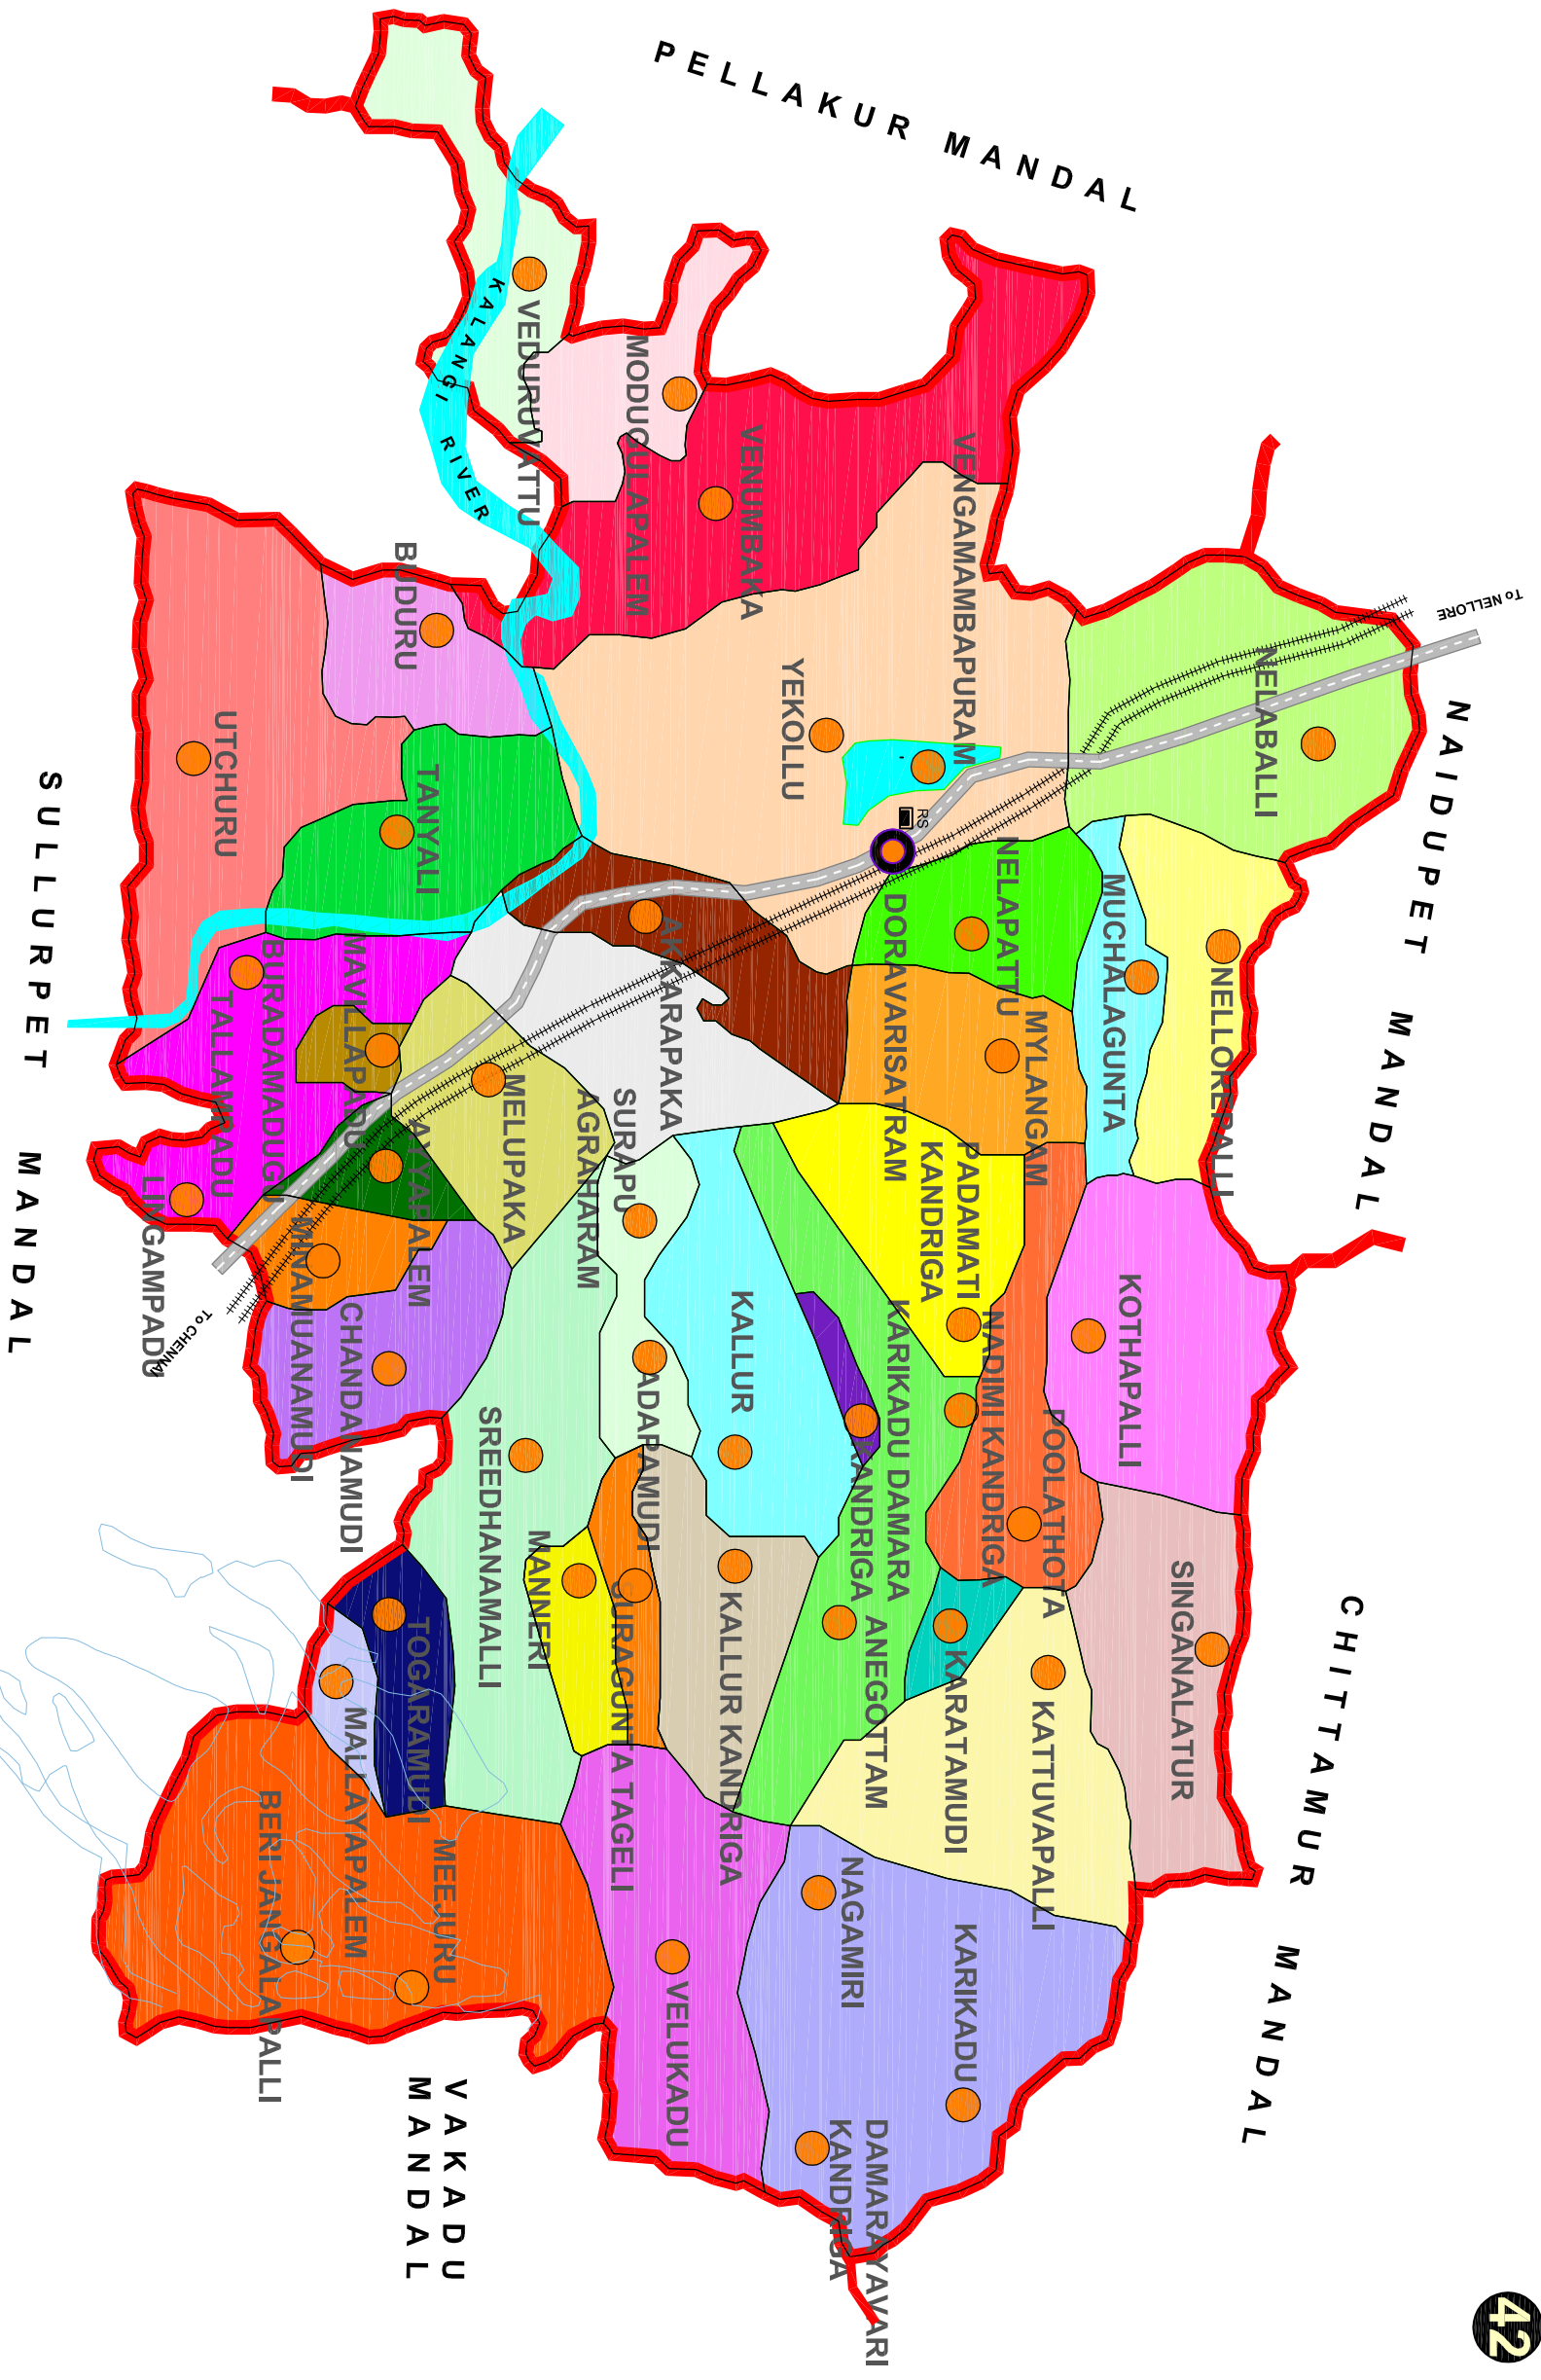 PELLAKUR MANDAL
NAIDUPET MANDAL
CHITTAMUR MANDAL
VAKADU
MANDAL
SULLURPET MANDAL
KALANGI RIVER
To NELLORE
To CHENNAI
RS
VEDURUVATTU
MODUGULAPALEM
VENUMBAKA
VENGAMAMBAPURAM
YEKOLLU
NELABALLI
BUDURU
UTCHURU
TANYALI
NELAPATTU
MUCHALAGUNTA
NELLOREPALLI
DORAVARISATRAM
MYLANGAM
AKKARAPAKA
MAVILLAPADU
BURADAMADUGU
TALLAMPADU
LINGAMPADU
AYYAPALEM
MELUPAKA
AGRAHARAM
SURAPU
PADAMATI
KANDRIGA
NADIMI KANDRIGA
POOLATHOTA
KOTHAPALLI
KALLUR
KARIKADU DAMARA
KANDRIGA
MINAMUANAMUDI
CHANDANAMUDI
SREEDHANAMALLI
ADAPAMUDI
MANNERI
SURAGUNTA TAGELI
KALLUR KANDRIGA
ANEGOTTAM
KARATAMUDI
KATTUVAPALLI
SINGANALATUR
TOGARAMUDI
MALLAYAPALEM
BERIJANGALAPALLI
MEEJURU
VELUKADU
NAGAMIRI
KARIKADU
DAMARAYAVARI
KANDRIGA
42